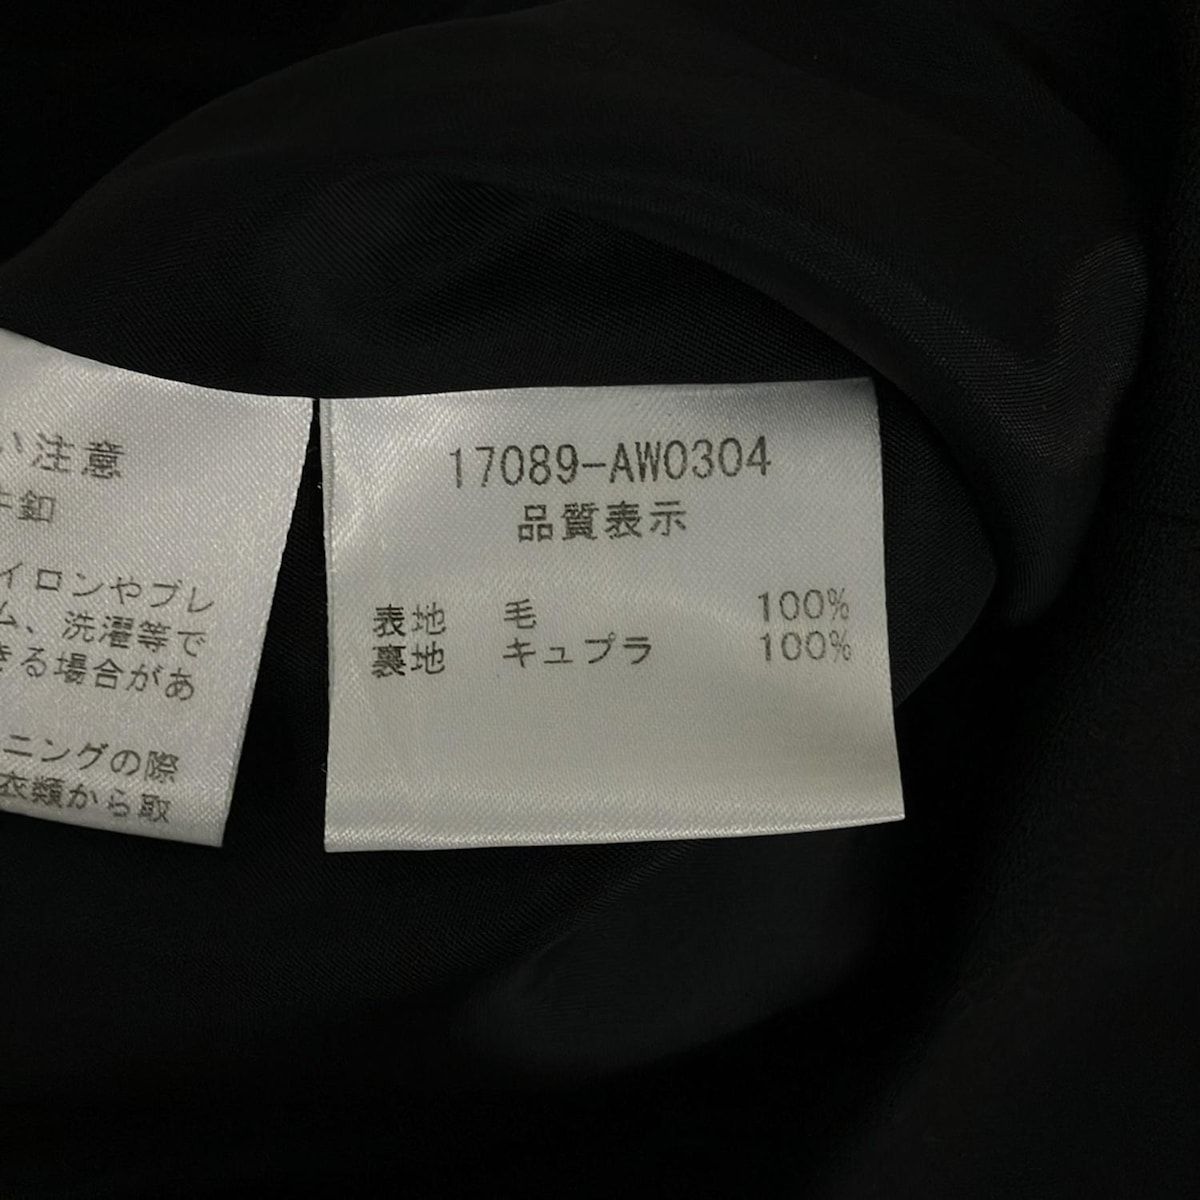 い注意
釦
イロンやブレ
ム、洗濯等で
きる場合があ
ニングの際
衣類から取
17089-AW0304
品質表示
表地 毛 100%
裏地 キュプラ 100%